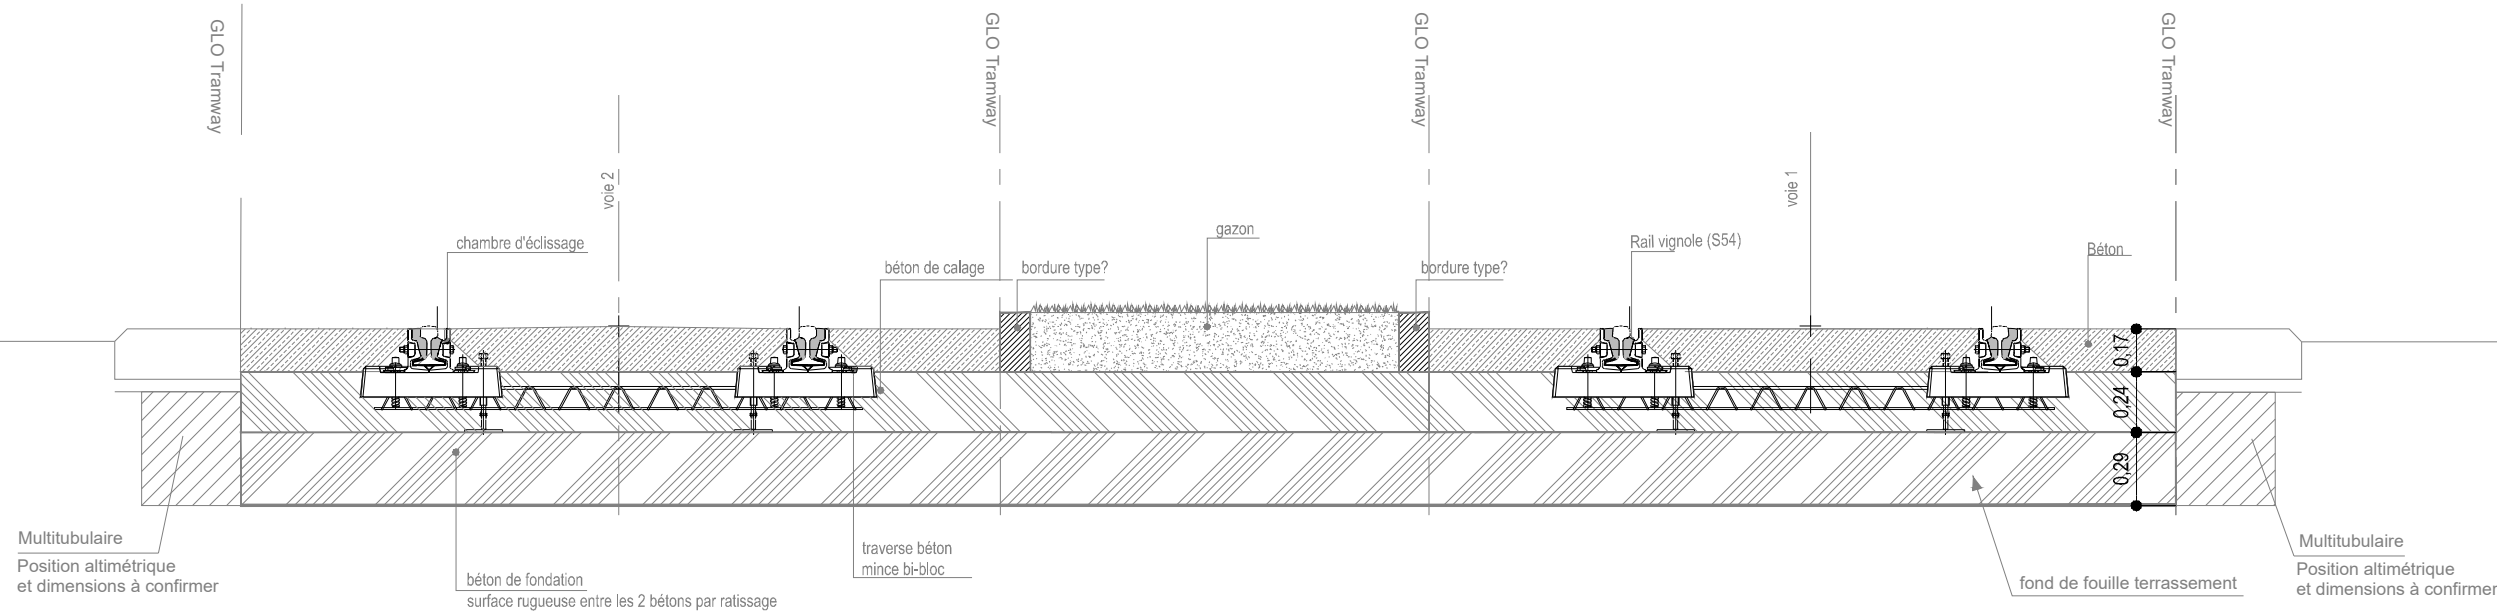 GLO Tramway
GLO Tramway
GLO Tramway
GLO Tramway
voie 2
voie 1
chambre d'éclissage
béton de calage
bordure type?
gazon
bordure type?
Rail vignole (S54)
Béton
0,17
0,24
0,29
Multitubulaire
Position altimétrique
et dimensions à confirmer
béton de fondation
surface rugueuse entre les 2 bétons par ratissage
traverse béton
mince bi-bloc
fond de fouille terrassement
Multitubulaire
Position altimétrique
et dimensions à confirmer